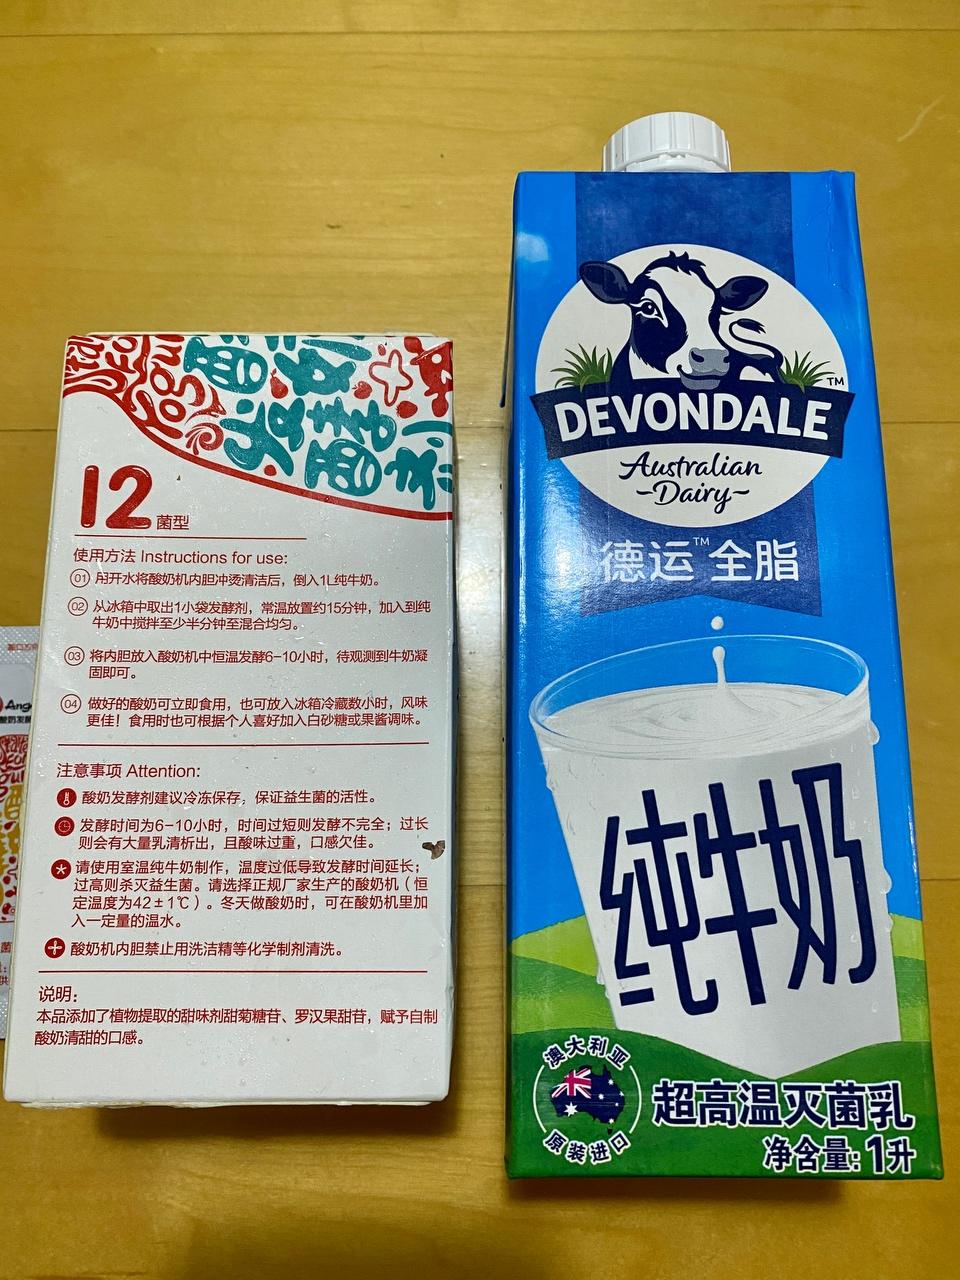 12 菌型
使用方法 Instructions for use:
01 用开水将酸奶机内胆冲烫清洁后，倒入1L纯牛奶。
02 从冰箱中取出1小袋发酵剂，常温放置约15分钟，加入到纯
牛奶中搅拌至少半分钟至混合均匀。
03 将内胆放入酸奶机中恒温发酵6-10小时，待观测到牛奶凝
固即可。
04 做好的酸奶可立即食用，也可放入冰箱冷藏数小时，风味
更佳！食用时也可根据个人喜好加入白砂糖或果酱调味。
注意事项 Attention:
酸奶发酵剂建议冷冻保存，保证益生菌的活性。
发酵时间为6-10小时，时间过短则发酵不完全；过长
则会有大量乳清析出，且酸味过重，口感欠佳。
请使用室温纯牛奶制作，温度过低导致发酵时间延长；
过高则杀灭益生菌。请选择正规厂家生产的酸奶机（恒
定温度为42±1℃）。冬天做酸奶时，可在酸奶机里加
入一定量的温水。
酸奶机内胆禁止用洗洁精等化学制剂清洗。
说明:
本品添加了植物提取的甜味剂甜菊糖苷、罗汉果甜苷，赋予自制
酸奶清甜的口感。
DEVONDALE™
Australian
-Dairy-
德运™全脂
纯牛奶
澳大利亚
原装进口
超高温灭菌乳
净含量: 1升